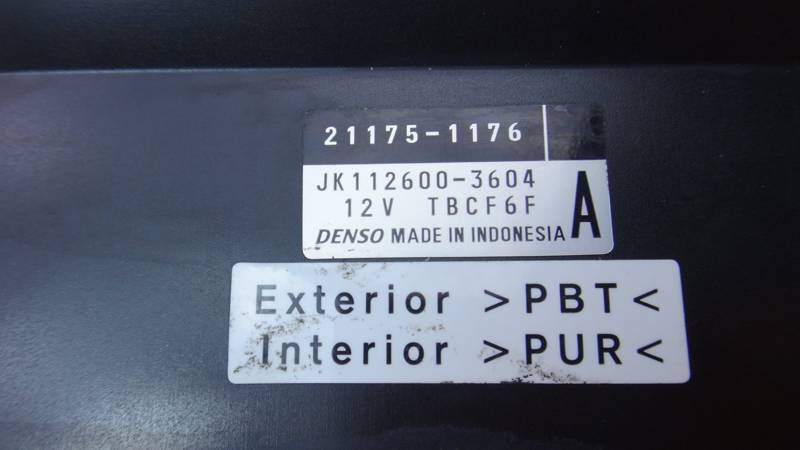 21175-1176
JK112600-3604
12V TBCF6F
A
DENSO MADE IN INDONESIA
Exterior >PBT<
Interior >PUR<